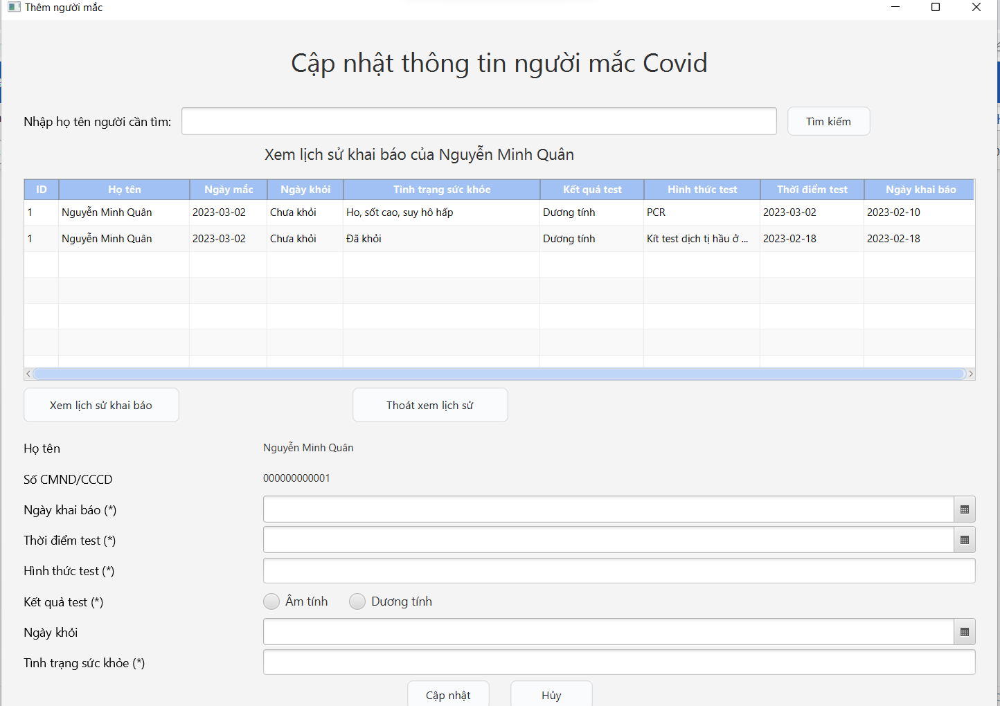 Thêm người mắc
Cập nhật thông tin người mắc Covid
Nhập họ tên người cần tìm: Tìm kiếm
Xem lịch sử khai báo của Nguyễn Minh Quân
ID Họ tên Ngày mắc Ngày khỏi Tình trạng sức khỏe Kết quả test Hình thức test Thời điểm test Ngày khai báo
1 Nguyễn Minh Quân 2023-03-02 Chưa khỏi Ho, sốt cao, suy hô hấp Dương tính PCR 2023-03-02 2023-02-10
1 Nguyễn Minh Quân 2023-03-02 Chưa khỏi Đã khỏi Dương tính Kít test dịch tị hầu ở ... 2023-02-18 2023-02-18
Xem lịch sử khai báo Thoát xem lịch sử
Họ tên Nguyễn Minh Quân
Số CMND/CCCD 000000000001
Ngày khai báo (*)
Thời điểm test (*)
Hình thức test (*)
Kết quả test (*) Âm tính Dương tính
Ngày khỏi
Tình trạng sức khỏe (*)
Cập nhật Hủy